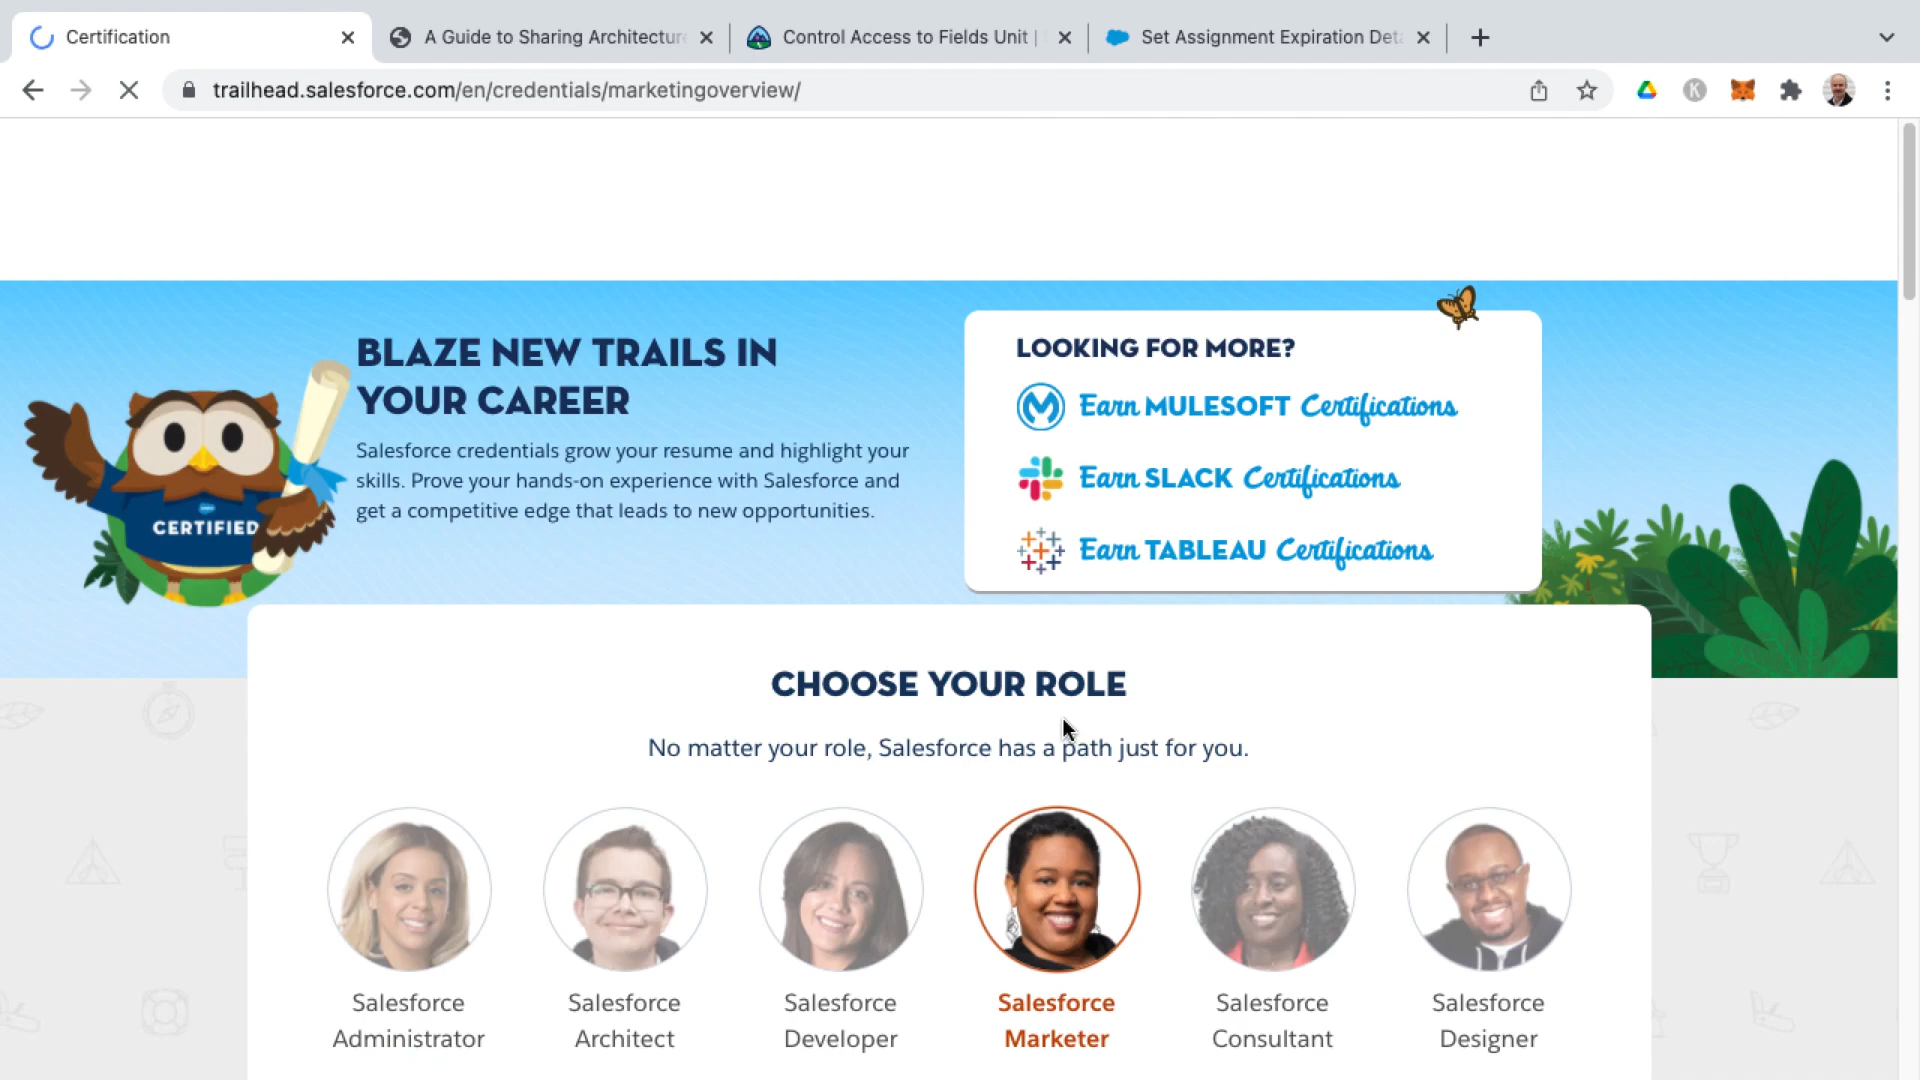 Certification
A Guide to Sharing Architecture
Control Access to Fields Unit |
Set Assignment Expiration Deta
trailhead.salesforce.com/en/credentials/marketingoverview/
K
BLAZE NEW TRAILS IN
YOUR CAREER
Salesforce credentials grow your resume and highlight your
skills. Prove your hands-on experience with Salesforce and
get a competitive edge that leads to new opportunities.
CERTIFIED
LOOKING FOR MORE?
Earn MULESOFT Certifications
Earn SLACK Certifications
Earn TABLEAU Certifications
CHOOSE YOUR ROLE
No matter your role, Salesforce has a path just for you.
Salesforce
Administrator
Salesforce
Architect
Salesforce
Developer
Salesforce
Marketer
Salesforce
Consultant
Salesforce
Designer